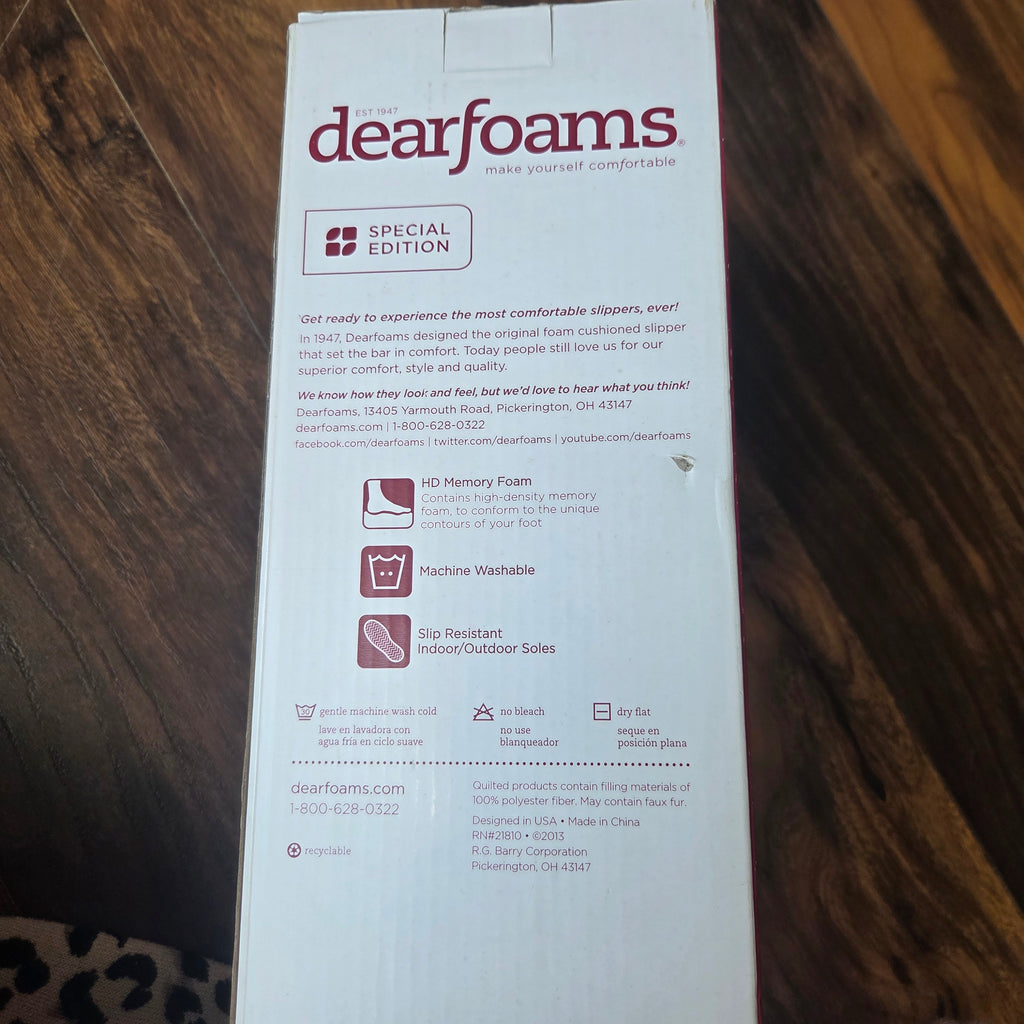 EST 1947
dearfoams®
make yourself comfortable
SPECIAL
EDITION
Get ready to experience the most comfortable slippers, ever!
In 1947, Dearfoams designed the original foam cushioned slipper
that set the bar in comfort. Today people still love us for our
superior comfort, style and quality.
We know how they look and feel, but we'd love to hear what you think!
Dearfoams, 13405 Yarmouth Road, Pickerington, OH 43147
dearfoams.com | 1-800-628-0322
facebook.com/dearfoams | twitter.com/dearfoams | youtube.com/dearfoams
HD Memory Foam
Contains high-density memory
foam, to conform to the unique
contours of your foot
Machine Washable
Slip Resistant
Indoor/Outdoor Soles
30 gentle machine wash cold
lave en lavadora con
agua fría en ciclo suave
no bleach
no use
blanqueador
dry flat
seque en
posición plana
dearfoams.com
1-800-628-0322
recyclable
Quilted products contain filling materials of
100% polyester fiber. May contain faux fur.
Designed in USA • Made in China
RN#21810 • ©2013
R.G. Barry Corporation
Pickerington, OH 43147